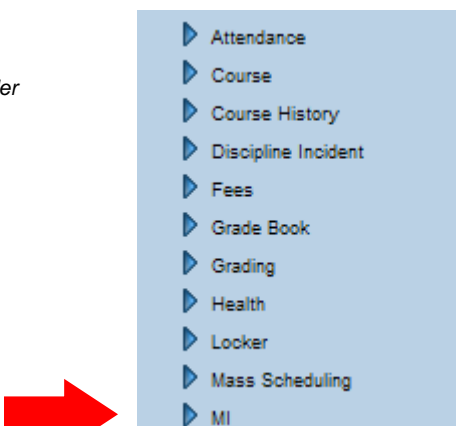 Attendance
Course
Course History
Discipline Incident
Fees
Grade Book
Grading
Health
Locker
Mass Scheduling
MI